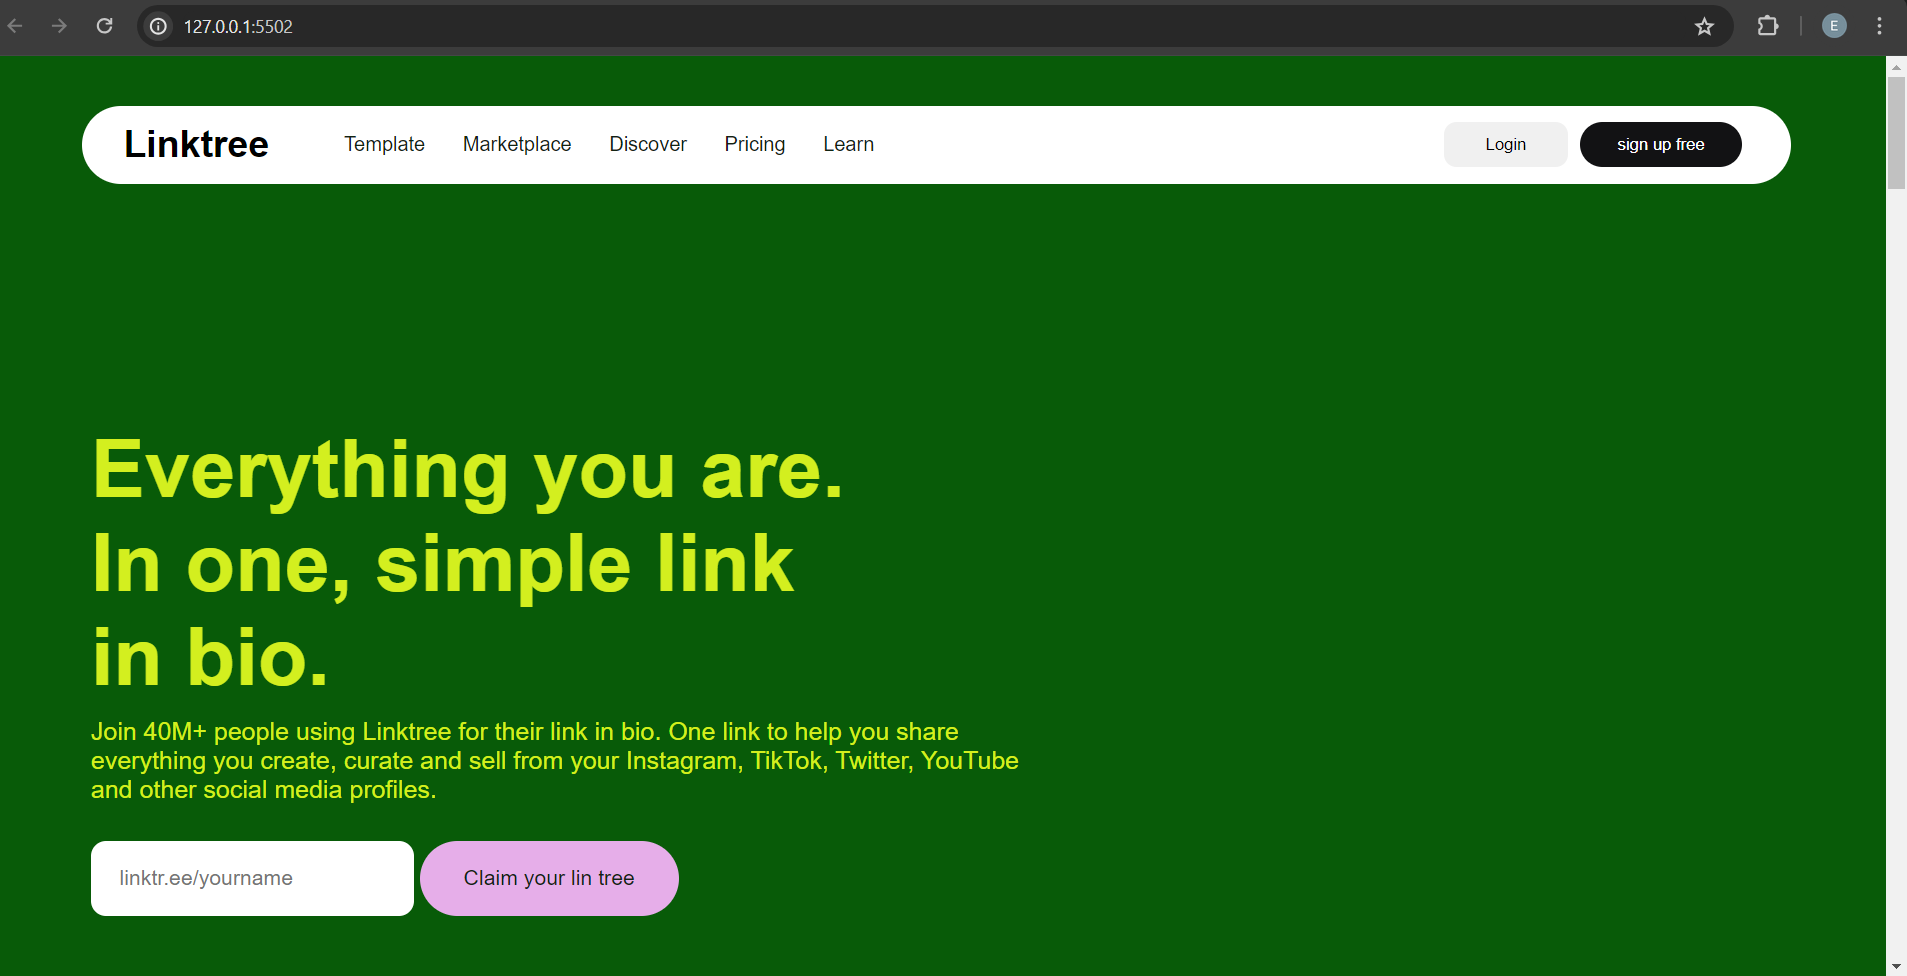 127.0.0.1:5502
E
Linktree Template Marketplace Discover Pricing Learn Login sign up free
Everything you are.
In one, simple link
in bio.
Join 40M+ people using Linktree for their link in bio. One link to help you share
everything you create, curate and sell from your Instagram, TikTok, Twitter, YouTube
and other social media profiles.
linktr.ee/yourname Claim your lin tree